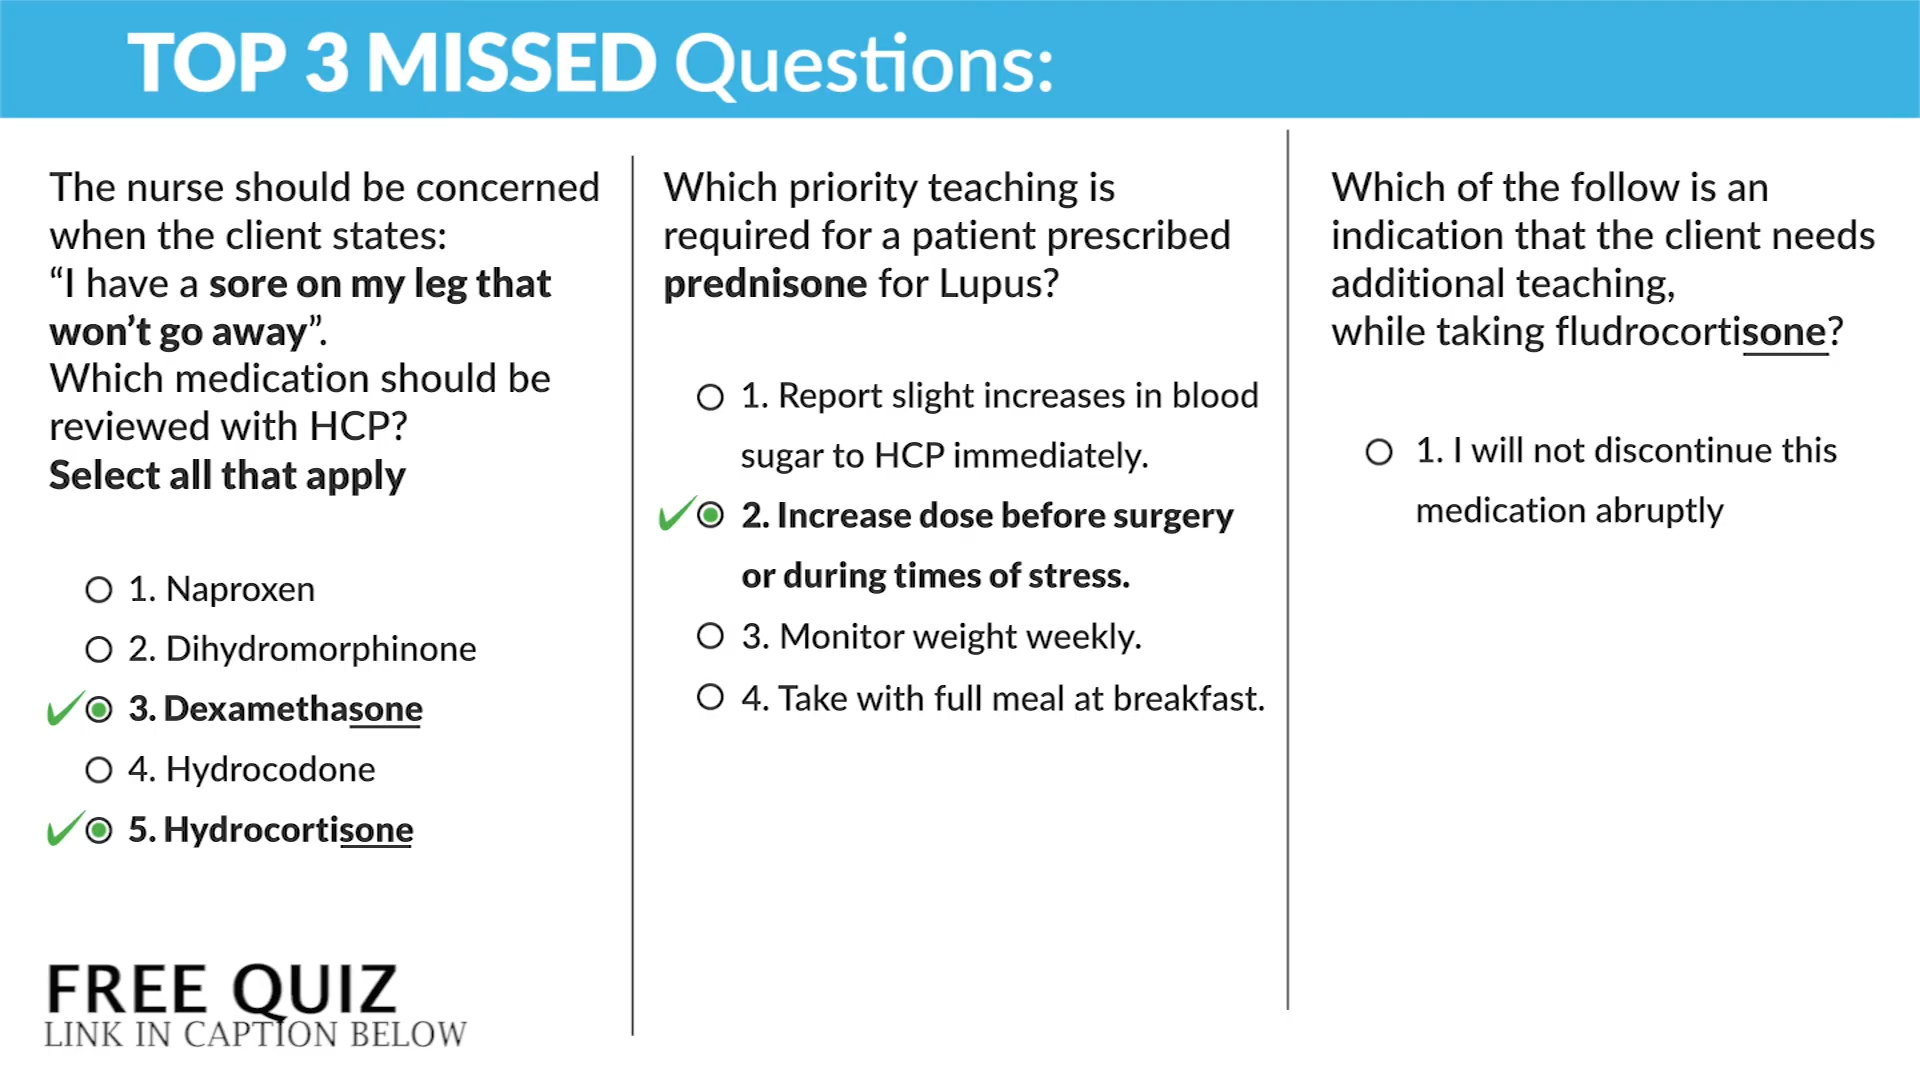 TOP 3 MISSED Questions:
The nurse should be concerned
when the client states:
“I have a sore on my leg that
won’t go away”.
Which medication should be
reviewed with HCP?
Select all that apply
1. Naproxen
2. Dihydromorphinone
3. Dexamethasone
4. Hydrocodone
5. Hydrocortisone
FREE QUIZ
LINK IN CAPTION BELOW
Which priority teaching is
required for a patient prescribed
prednisone for Lupus?
1. Report slight increases in blood
sugar to HCP immediately.
2. Increase dose before surgery
or during times of stress.
3. Monitor weight weekly.
4. Take with full meal at breakfast.
Which of the follow is an
indication that the client needs
additional teaching,
while taking fludrocortisone?
1. I will not discontinue this
medication abruptly